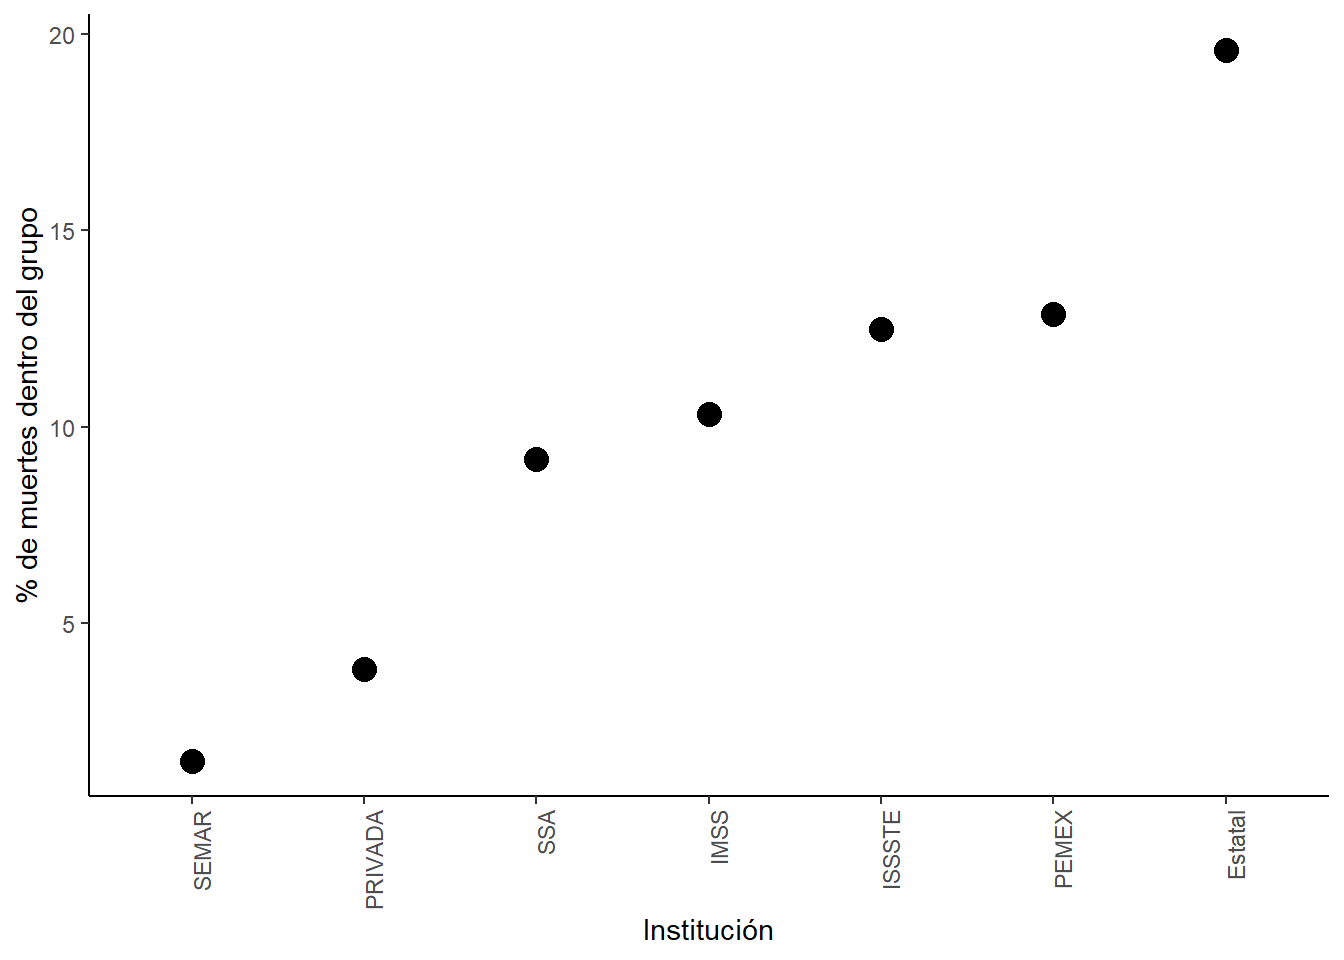 % de muertes dentro del grupo
20
15
10
5
SEMAR
PRIVADA
SSA
IMSS
ISSSTE
PEMEX
Estatal
Institución